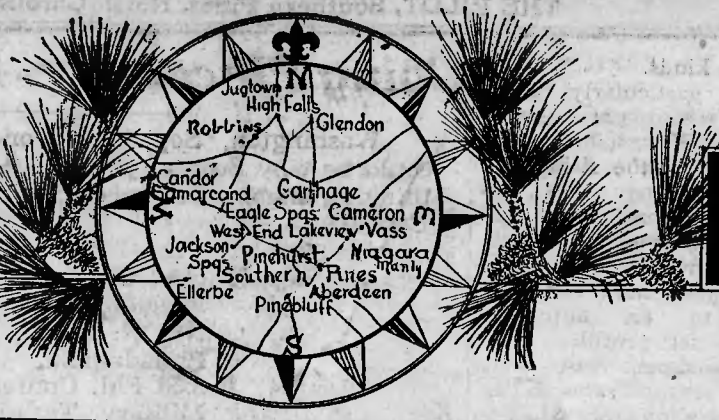 N
Jugtown
High Falls
Robbins Glendon
Candor
Samarcand Carthage
W Eagle Spgs. Cameron E
West End Lakeview Vass
Jackson Spgs. Pinehurst Niagara
Manly
Southern Pines
Ellerbe Aberdeen
Pinebluff
S